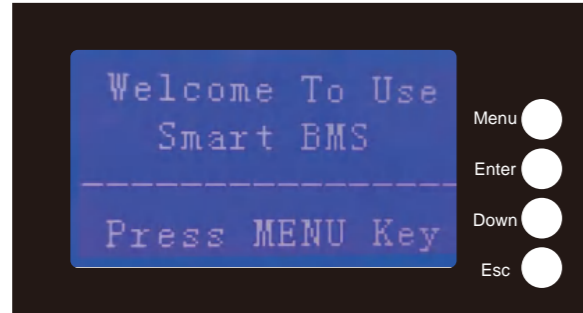 Welcome To Use
Smart BMS
------------------
Press MENU Key
Menu
Enter
Down
Esc